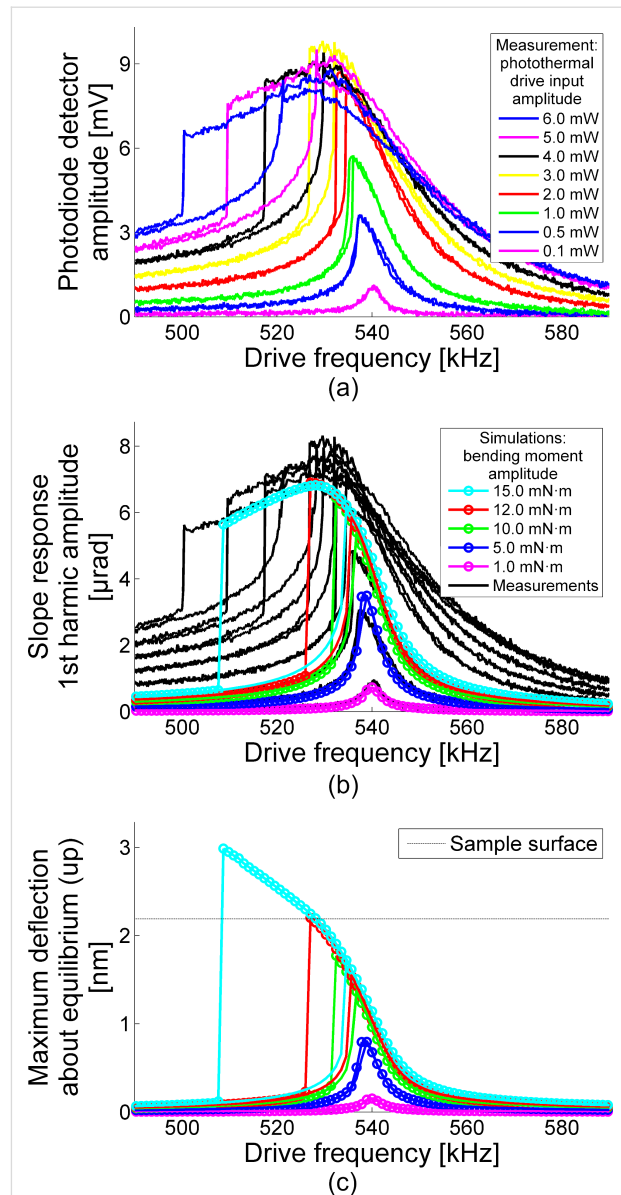 Photodiode detector
amplitude [mV]
9
6
3
0
Measurement:
photothermal
drive input
amplitude
6.0 mW
5.0 mW
4.0 mW
3.0 mW
2.0 mW
1.0 mW
0.5 mW
0.1 mW
500 520 540 560 580
Drive frequency [kHz]
(a)
Slope response
1st harmic amplitude
[µrad]
8
6
4
2
0
Simulations:
bending moment
amplitude
15.0 mN·m
12.0 mN·m
10.0 mN·m
5.0 mN·m
1.0 mN·m
Measurements
500 520 540 560 580
Drive frequency [kHz]
(b)
Maximum deflection
about equilibrium (up)
[nm]
3
2
1
0
Sample surface
500 520 540 560 580
Drive frequency [kHz]
(c)